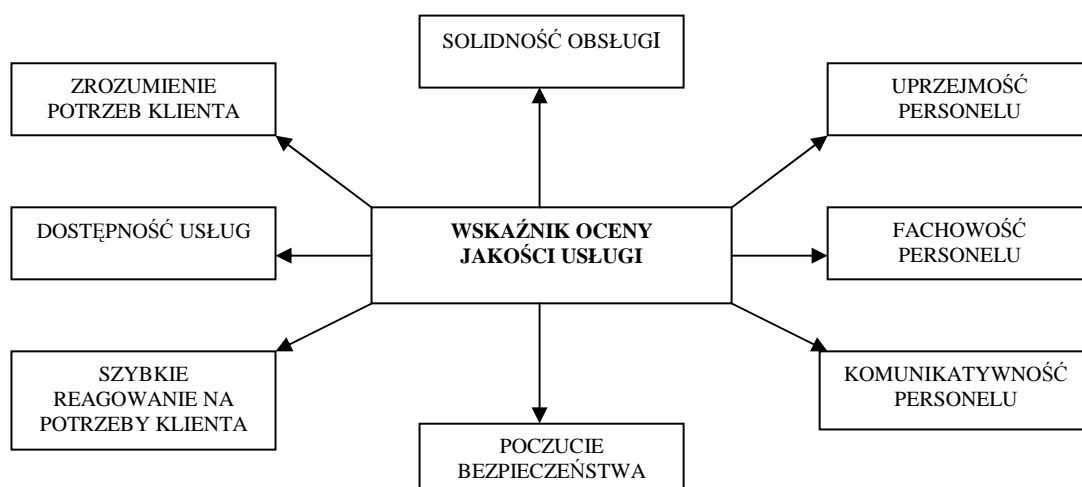 SOLIDNOŚĆ OBSŁUGI
ZROZUMIENIE
POTRZEB KLIENTA
UPRZEJMOŚĆ
PERSONELU
DOSTĘPNOŚĆ USŁUG
WSKAŹNIK OCENY
JAKOŚCI USŁUGI
FACHOWOŚĆ
PERSONELU
SZYBKIE
REAGOWANIE NA
POTRZEBY KLIENTA
KOMUNIKATYWNOŚĆ
PERSONELU
POCZUCIE
BEZPIECZEŃSTWA